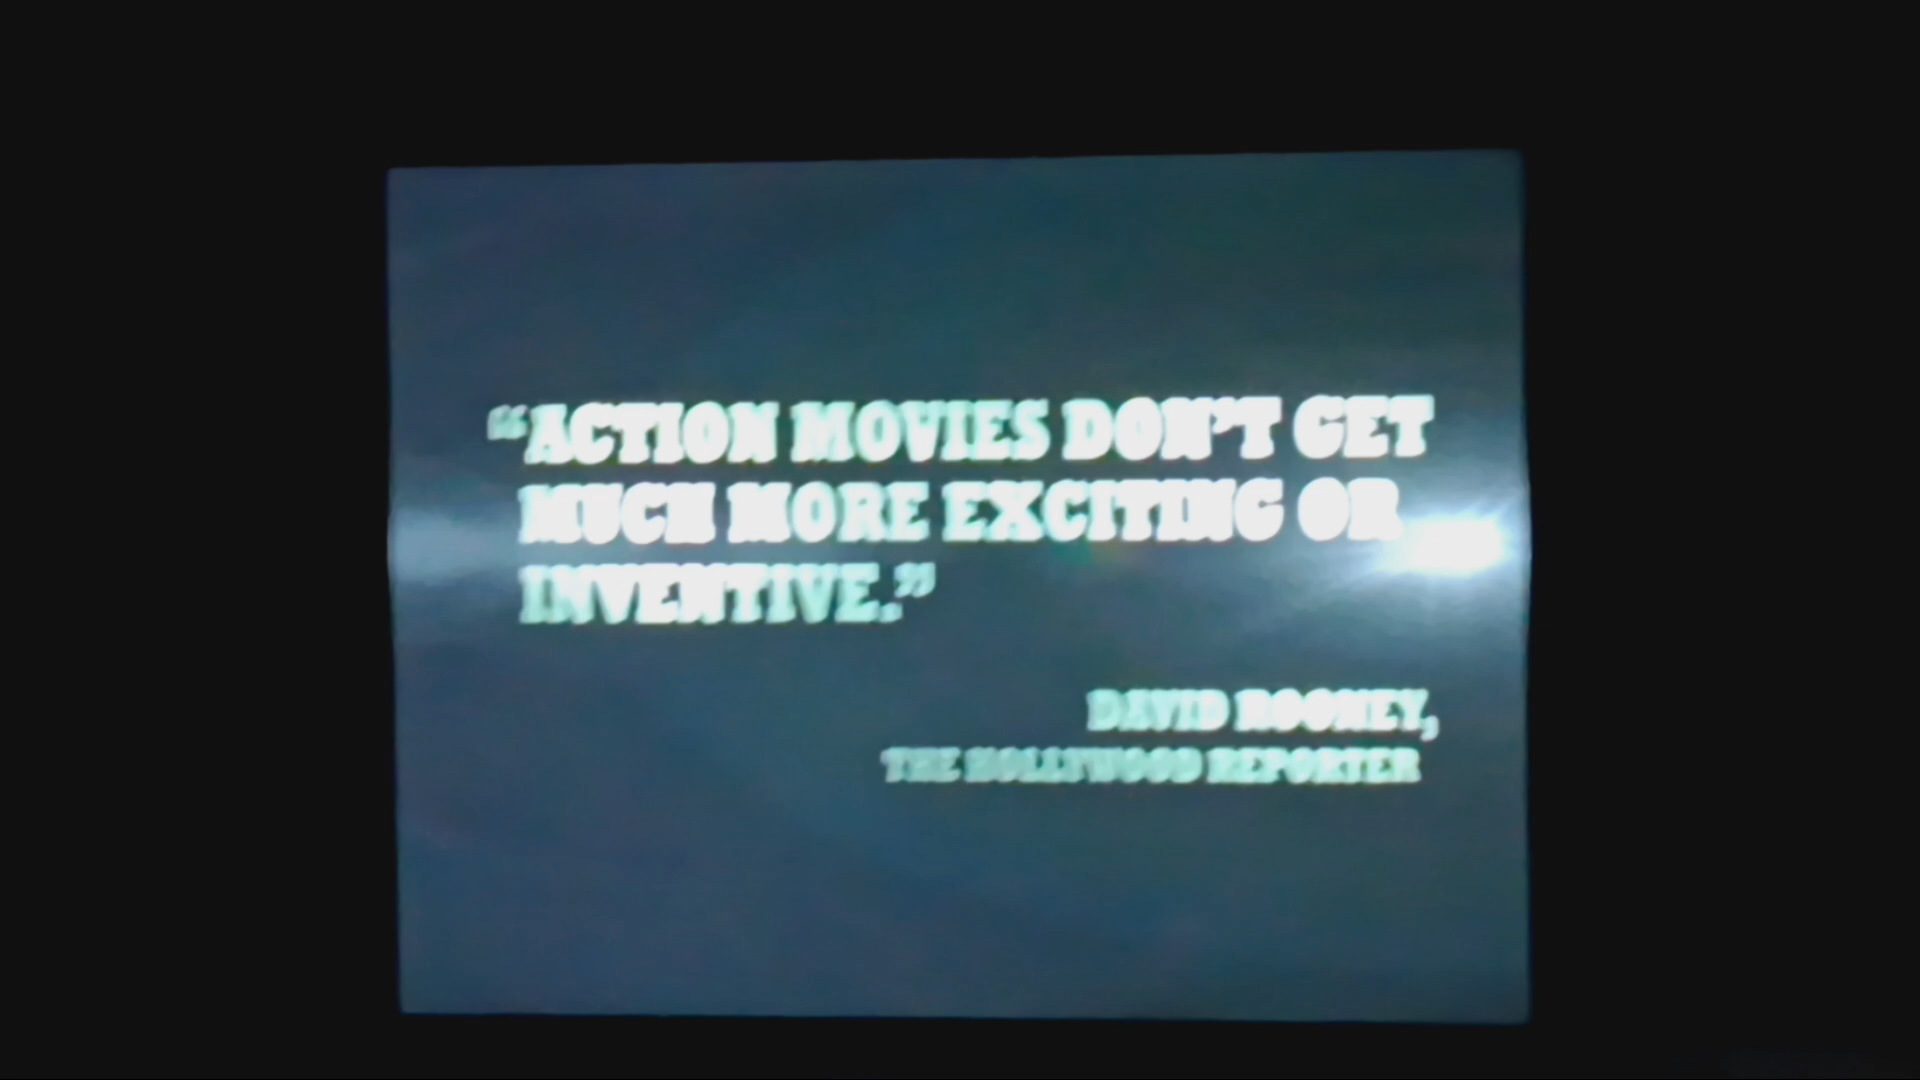 “ACTION MOVIES DON’T GET
MUCH MORE EXCITING OR
INVENTIVE.”
DAVID ROONEY,
THE HOLLYWOOD REPORTER